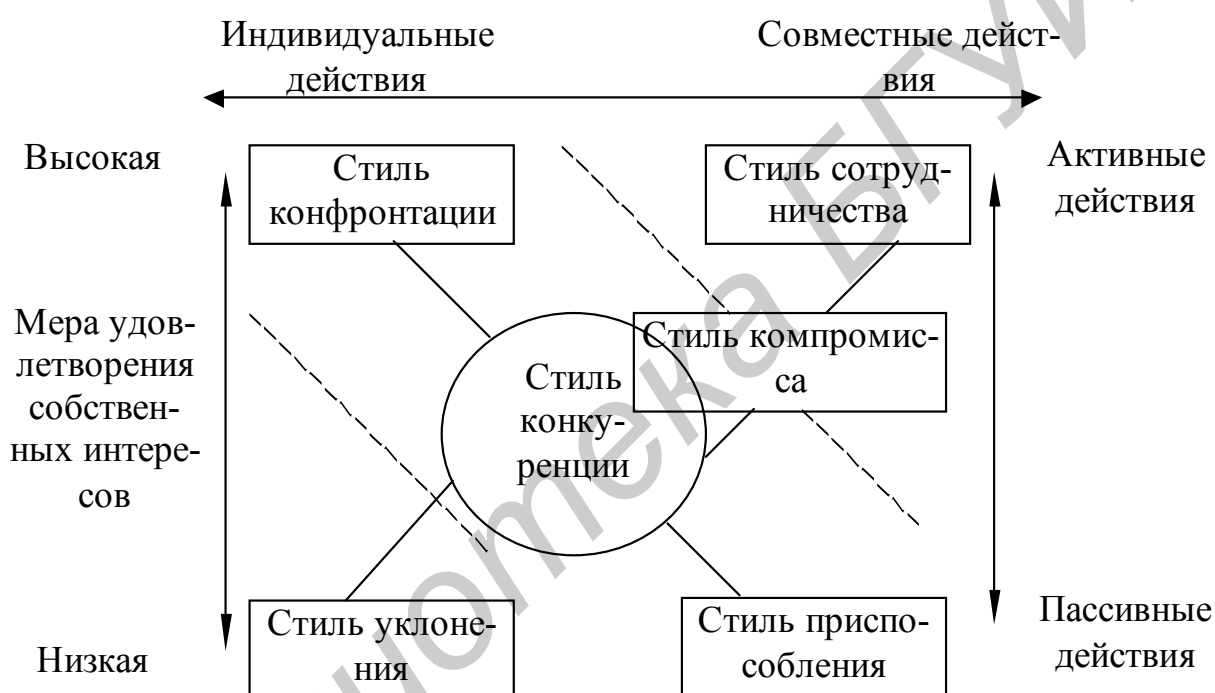 Индивидуальные
действия
Совместные дейст-
вия
Высокая
Стиль
конфронтации
Стиль сотруд-
ничества
Активные
действия
Мера удов-
летворения
собствен-
ных интере-
сов
Стиль компромис-
са
Стиль
конку-
ренции
Низкая
Стиль уклоне-
ния
Стиль приспо-
собления
Пассивные
действия